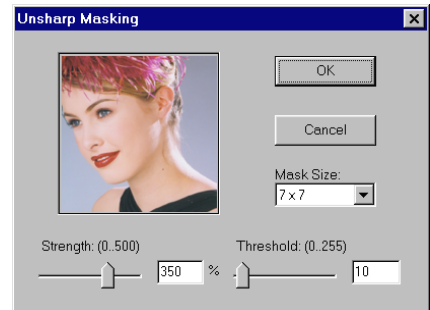 Unsharp Masking
OK
Cancel
Mask Size:
7 x 7
Strength: (0..500)
350 %
Threshold: (0..255)
10